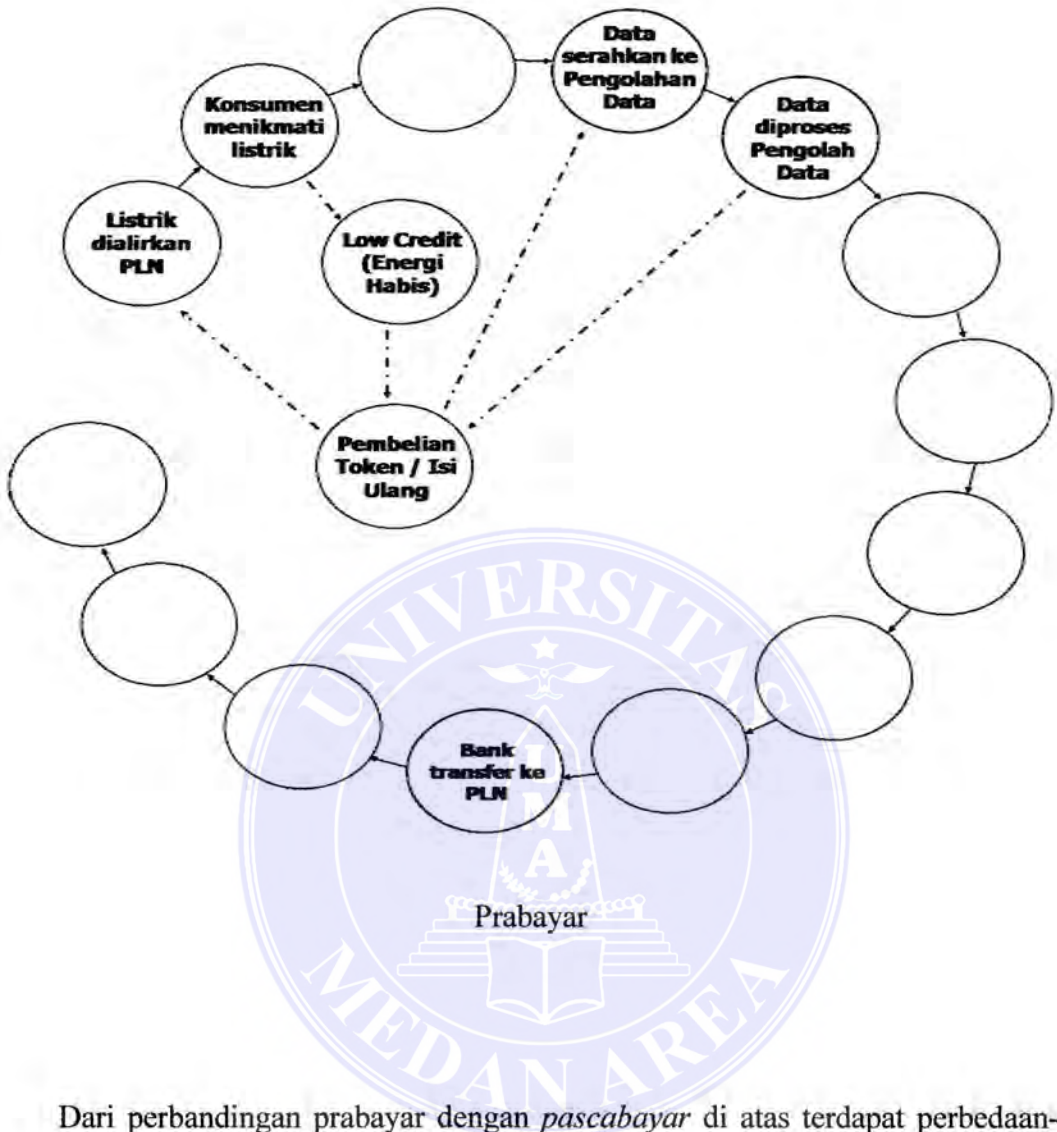 Data
serahkan ke
Pengolahan
Data
Konsumen
menikmati
listrik
Data
diproses
Pengolah
Data
Listrik
dialirkan
PLN
Low Credit
(Energi
Habis)
Pembelian
Token / Isi
Ulang
Bank
transfer ke
PLN
UNIVERSITAS
MEDAN AREA
Prabayar
Dari perbandingan prabayar dengan pascabayar di atas terdapat perbedaan-